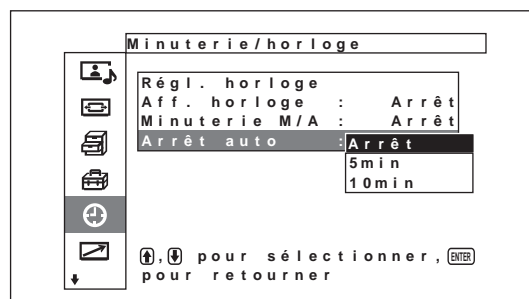 Minuterie/horloge
Régl. horloge
Aff. horloge : Arrêt
Minuterie M/A : Arrêt
Arrêt auto : Arrêt
5min
10min
, pour sélectionner, ENTER
pour retourner